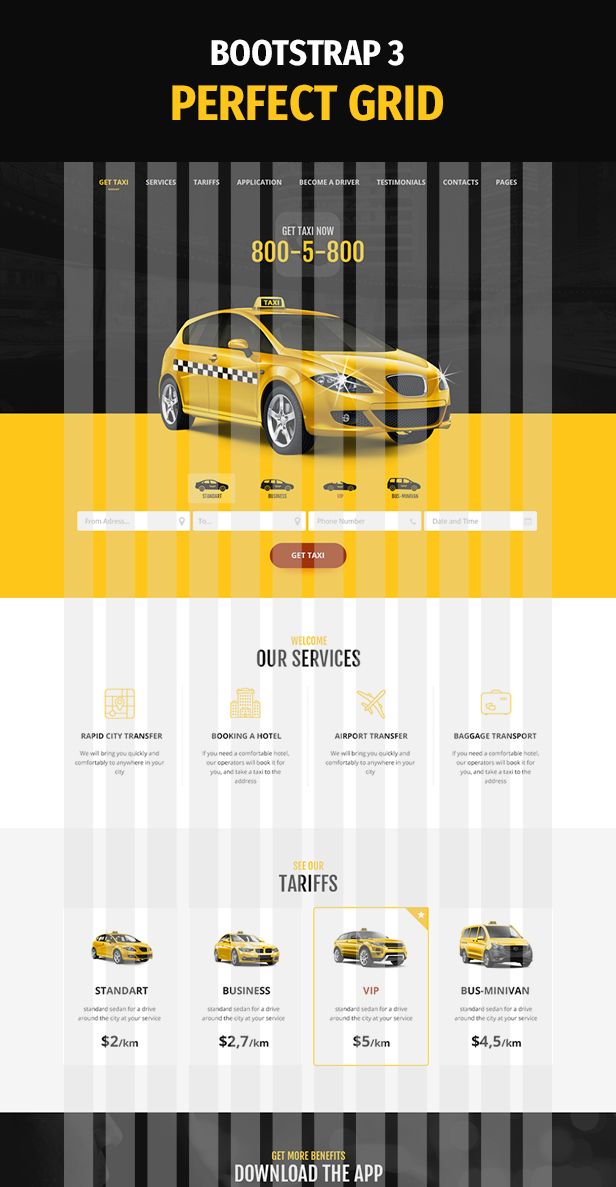 BOOTSTRAP 3
PERFECT GRID
GET TAXI SERVICES TARIFFS APPLICATION BECOME A DRIVER TESTIMONIALS CONTACTS PAGES
GET TAXI NOW
800-5-800
TAXI
STANDART BUSINESS VIP BUS-MINIVAN
From Adress... To... Phone Number Date and Time
GET TAXI
WELCOME
OUR SERVICES
RAPID CITY TRANSFER
We will bring you quickly and
comfortably to anywhere in your
city
BOOKING A HOTEL
If you need a comfortable hotel,
our operators will book it for
you, and take a taxi to the
address
AIRPORT TRANSFER
We will bring you quickly and
comfortably to anywhere in your
city
BAGGAGE TRANSPORT
If you need a comfortable hotel,
our operators will book it for
you, and take a taxi to the
address
SEE OUR
TARIFFS
STANDART
standard sedan for a drive
around the city at your service
$2/km
BUSINESS
standard sedan for a drive
around the city at your service
$2,7/km
VIP
standard sedan for a drive
around the city at your service
$5/km
BUS-MINIVAN
standard sedan for a drive
around the city at your service
$4,5/km
GET MORE BENEFITS
DOWNLOAD THE APP